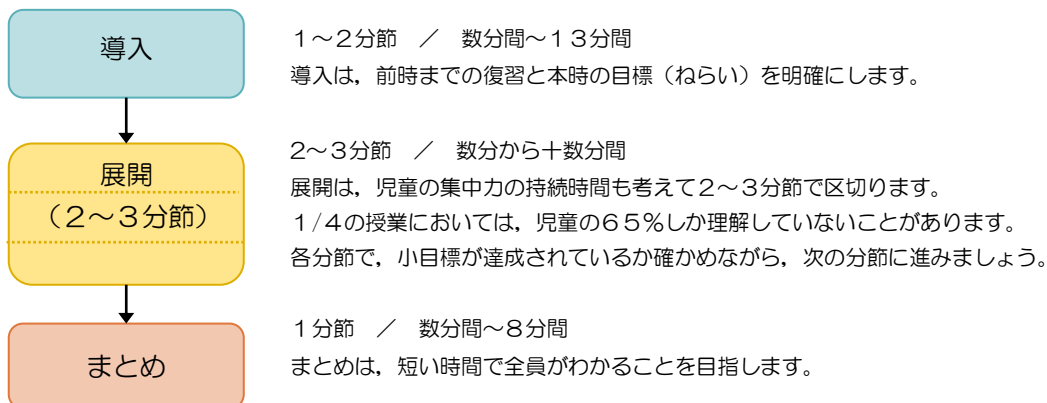 導入
１～２分節　／　数分間～１３分間
導入は，前時までの復習と本時の目標（ねらい）を明確にします。
展開
（２～３分節）
2～３分節　／　数分から十数分間
展開は，児童の集中力の持続時間も考えて２～３分節で区切ります。
１/４の授業においては，児童の６５％しか理解していないことがあります。
各分節で，小目標が達成されているか確かめながら，次の分節に進みましょう。
まとめ
１分節　／　数分間～８分間
まとめは，短い時間で全員がわかることを目指します。